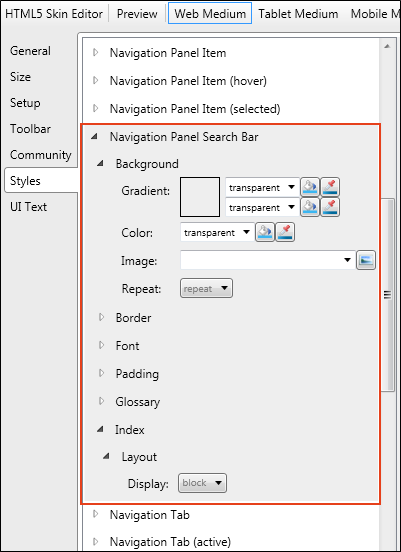 HTML5 Skin Editor Preview Web Medium Tablet Medium Mobile M
General
Size
Setup
Toolbar
Community
Styles
UI Text
Navigation Panel Item
Navigation Panel Item (hover)
Navigation Panel Item (selected)
Navigation Panel Search Bar
Background
Gradient: transparent
transparent
Color: transparent
Image:
Repeat: repeat
Border
Font
Padding
Glossary
Index
Layout
Display: block
Navigation Tab
Navigation Tab (active)